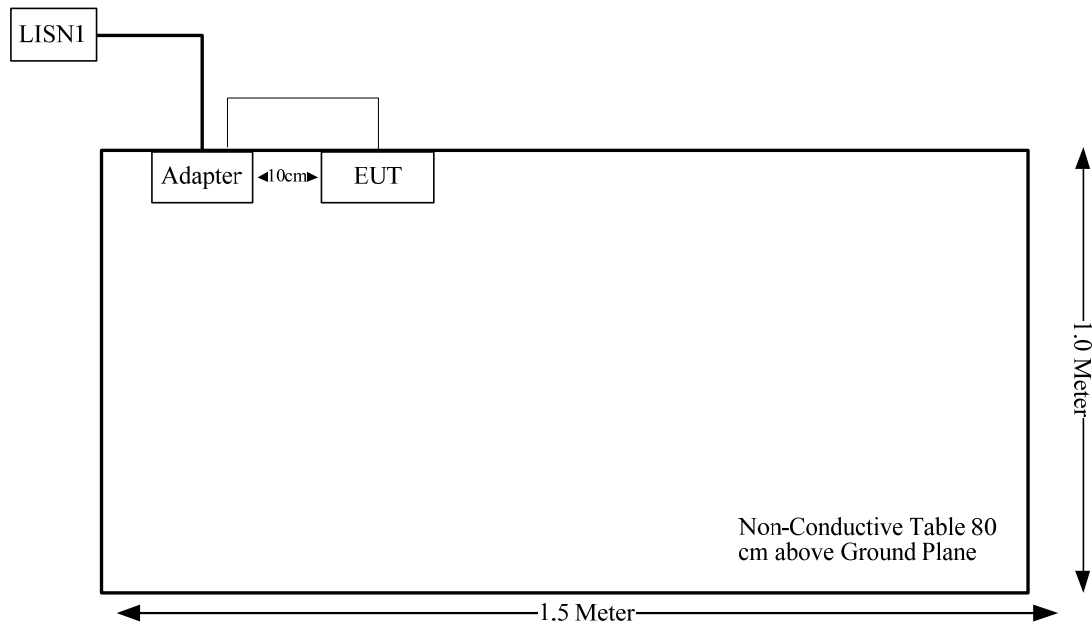 LISN1
Adapter
10cm
EUT
1.0 Meter
Non-Conductive Table 80
cm above Ground Plane
1.5 Meter